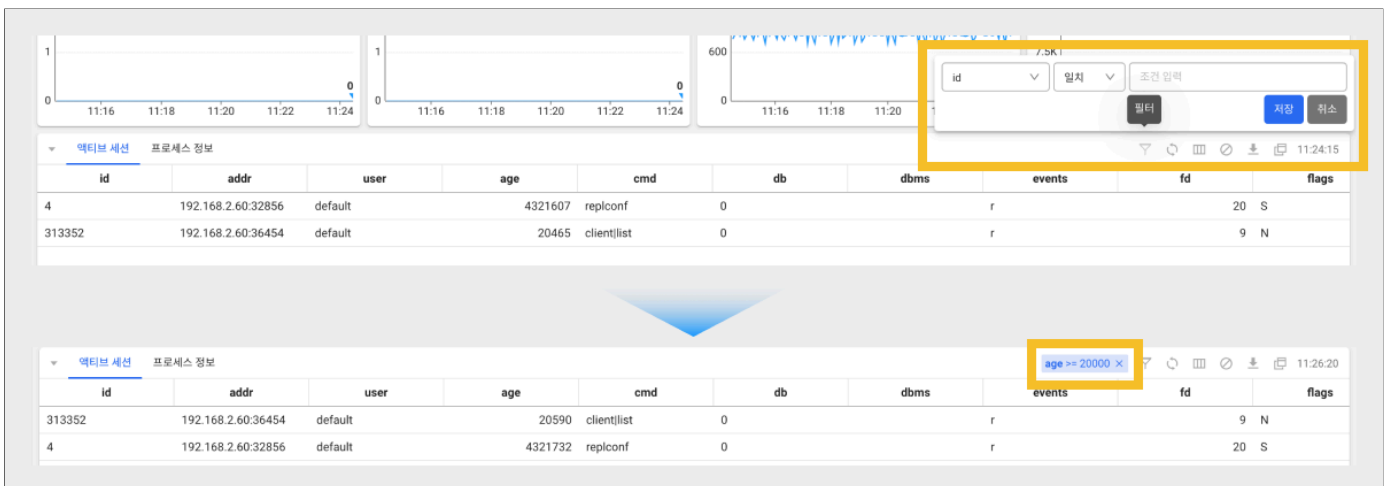 1 1 600 7.5K
0 0
0 11:16 11:18 11:20 11:22 11:24 0 11:16 11:18 11:20 11:22 11:24 0 11:16 11:18 11:20
id 일치 조건 입력
필터 저장 취소
액티브 세션 프로세스 정보 11:24:15
id addr user age cmd db dbms events fd flags
4 192.168.2.60:32856 default 4321607 replconf 0 r 20 S
313352 192.168.2.60:36454 default 20465 client|list 0 r 9 N
액티브 세션 프로세스 정보 age >= 20000 × 11:26:20
id addr user age cmd db dbms events fd flags
313352 192.168.2.60:36454 default 20590 client|list 0 r 9 N
4 192.168.2.60:32856 default 4321732 replconf 0 r 20 S